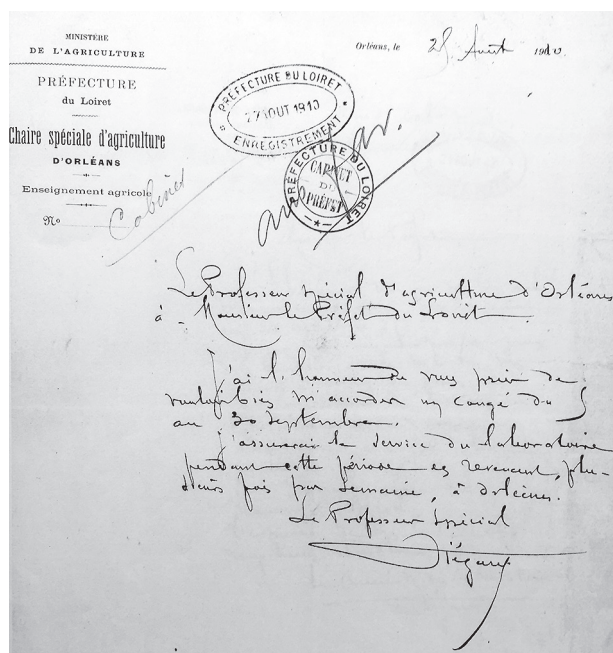 MINISTÈRE
DE L'AGRICULTURE
PRÉFECTURE
du Loiret
Chaire spéciale d'agriculture
D'ORLÉANS
Enseignement agricole
No
Cabinet
Orléans, le 25 Août 1910.
PRÉFECTURE DU LOIRET
27 AOUT 1910
ENREGISTREMENT
PRÉFECTURE DU LOIRET
CABINET
DU
PRÉFET
Le Professeur spécial d'agriculture d'Orléans
à Monsieur le Préfet du Loiret
J'ai l'honneur de vous prier de
vouloir bien m'accorder un congé du 5
au 30 septembre.
J'assurerai le service du laboratoire
pendant cette période en revenant, plu-
sieurs fois par semaine, à Orléans.
Le Professeur Spécial